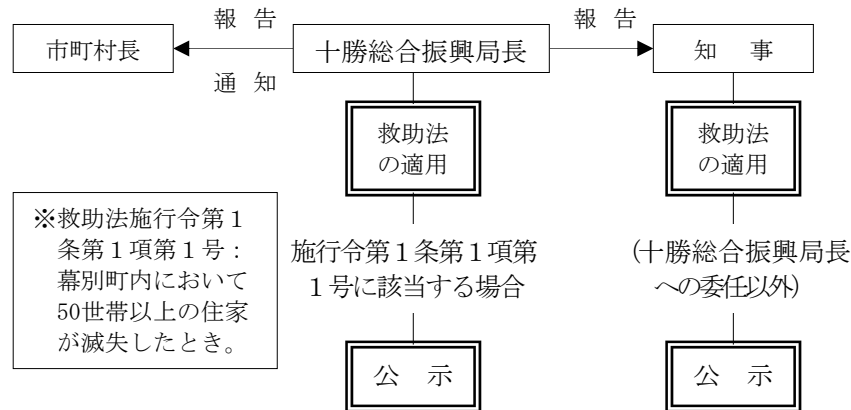 報　告
報　告
市町村長
十勝総合振興局長
知　事
通　知
救助法
の適用
救助法
の適用
※救助法施行令第１
条第１項第１号：
幕別町内において
50世帯以上の住家
が滅失したとき。
施行令第１条第１項第
１号に該当する場合
(十勝総合振興局長
への委任以外)
公　示
公　示